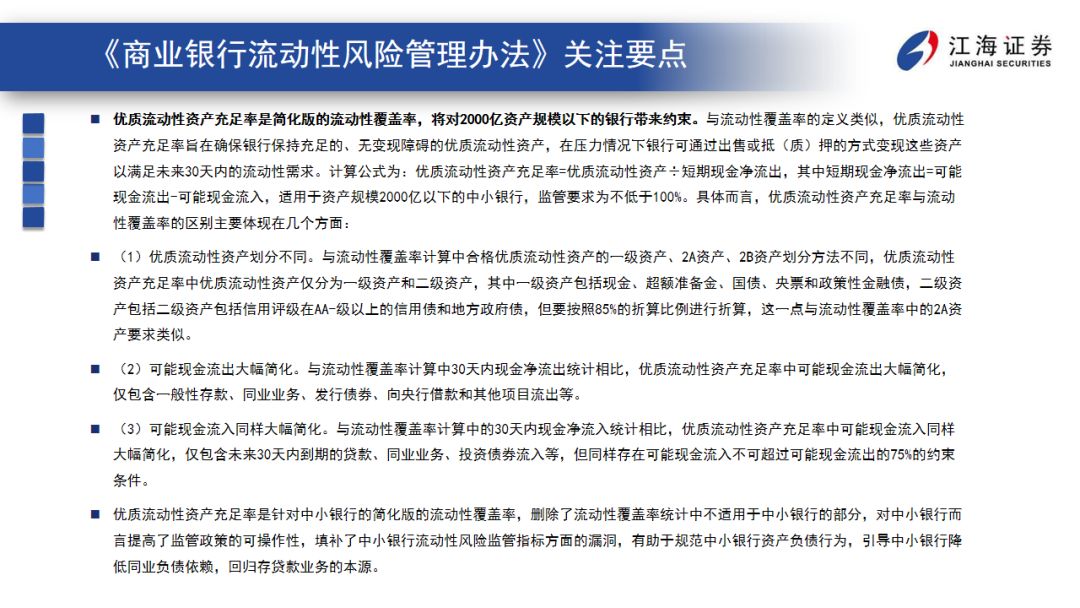 《商业银行流动性风险管理办法》关注要点
江海证券
JIANGHAI SECURITIES
优质流动性资产充足率是简化版的流动性覆盖率，将对2000亿资产规模以下的银行带来约束。与流动性覆盖率的定义类似，优质流动性
资产充足率旨在确保银行保持充足的、无变现障碍的优质流动性资产，在压力情况下银行可通过出售或抵（质）押的方式变现这些资产
以满足未来30天内的流动性需求。计算公式为：优质流动性资产充足率=优质流动性资产÷短期现金净流出，其中短期现金净流出=可能
现金流出-可能现金流入，适用于资产规模2000亿以下的中小银行，监管要求为不低于100%。具体而言，优质流动性资产充足率与流动
性覆盖率的区别主要体现在几个方面：
（1）优质流动性资产划分不同。与流动性覆盖率计算中合格优质流动性资产的一级资产、2A资产、2B资产划分方法不同，优质流动性
资产充足率中优质流动性资产仅分为一级资产和二级资产，其中一级资产包括现金、超额准备金、国债、央票和政策性金融债，二级资
产包括二级资产包括信用评级在AA-级以上的信用债和地方政府债，但要按照85%的折算比例进行折算，这一点与流动性覆盖率中的2A资
产要求类似。
（2）可能现金流出大幅简化。与流动性覆盖率计算中30天内现金净流出统计相比，优质流动性资产充足率中可能现金流出大幅简化，
仅包含一般性存款、同业业务、发行债券、向央行借款和其他项目流出等。
（3）可能现金流入同样大幅简化。与流动性覆盖率计算中的30天内现金净流入统计相比，优质流动性资产充足率中可能现金流入同样
大幅简化，仅包含未来30天内到期的贷款、同业业务、投资债券流入等，但同样存在可能现金流入不可超过可能现金流出的75%的约束
条件。
优质流动性资产充足率是针对中小银行的简化版的流动性覆盖率，删除了流动性覆盖率统计中不适用于中小银行的部分，对中小银行而
言提高了监管政策的可操作性，填补了中小银行流动性风险监管指标方面的漏洞，有助于规范中小银行资产负债行为，引导中小银行降
低同业负债依赖，回归存贷款业务的本源。